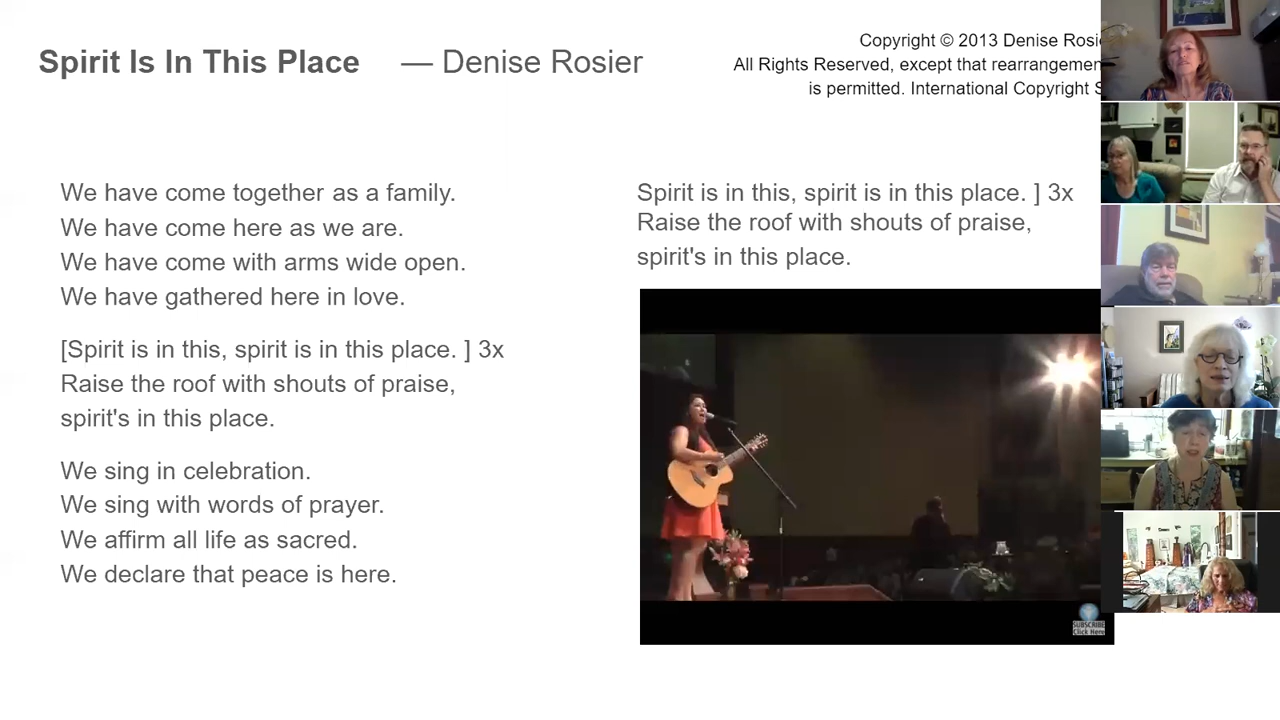 Spirit Is In This Place — Denise Rosier
Copyright © 2013 Denise
All Rights Reserved, except that rearrangement
is permitted. International Copyright
We have come together as a family.
We have come here as we are.
We have come with arms wide open.
We have gathered here in love.
[Spirit is in this, spirit is in this place. ] 3x
Raise the roof with shouts of praise,
spirit's in this place.
We sing in celebration.
We sing with words of prayer.
We affirm all life as sacred.
We declare that peace is here.
Spirit is in this, spirit is in this place. ] 3x
Raise the roof with shouts of praise,
spirit's in this place.
SUBSCRIBE
Click Here